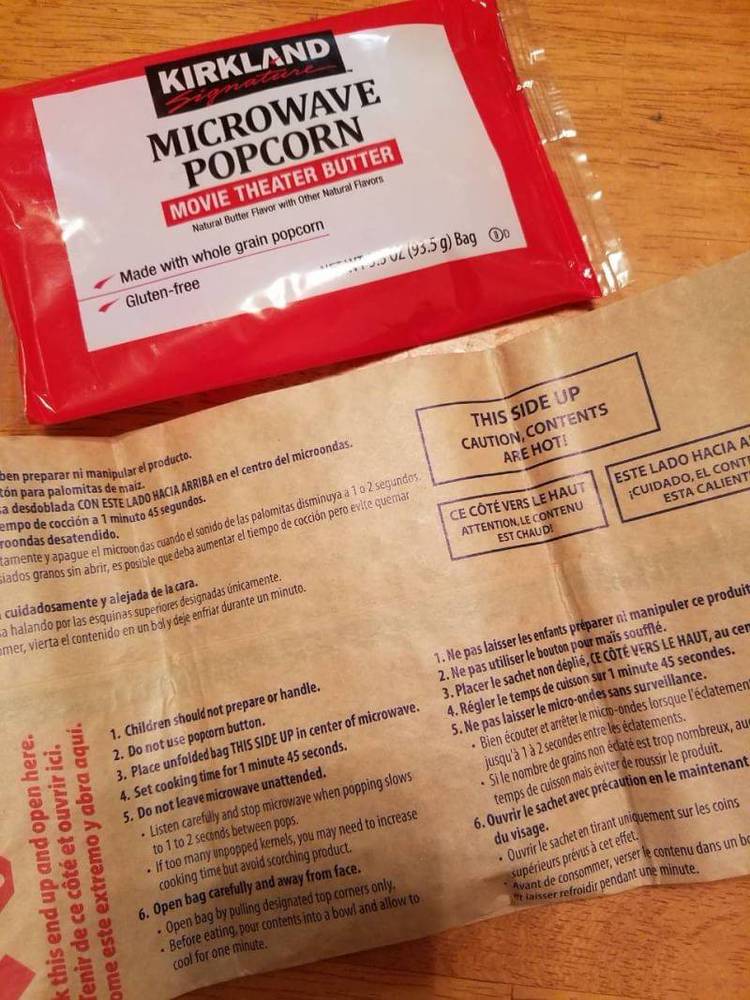 KIRKLAND
Signature
MICROWAVE
POPCORN
MOVIE THEATER BUTTER
Natural Butter Flavor with Other Natural Flavors
Made with whole grain popcorn
Gluten-free
OZ (93.5 g) Bag
D
ben preparar ni manipular el producto.
tón para palomitas de maíz.
sa desdoblada CON ESTE LADO HACIA ARRIBA en el centro del microondas.
empo de cocción a 1 minuto 45 segundos.
roondas desatendido.
tamente y apague el microondas cuando el sonido de las palomitas disminuya a 1 o 2 segundos.
siados granos sin abrir, es posible que deba aumentar el tiempo de cocción pero evite quemar
cuidadosamente y alejada de la cara.
sa halando por las esquinas superiores designadas únicamente.
mer, vierta el contenido en un bol y deje enfriar durante un minuto.
THIS SIDE UP
CAUTION, CONTENTS
ARE HOT!
CE CÔTÉ VERS LE HAUT
ATTENTION, LE CONTENU
EST CHAUD!
ESTE LADO HACIA A
¡CUIDADO, EL CONT
ESTA CALIENT
k this end up and open here.
Tenir de ce côté et ouvrir ici.
ome este extremo y abra aquí.
1. Children should not prepare or handle.
2. Do not use popcorn button.
3. Place unfolded bag THIS SIDE UP in center of microwave.
4. Set cooking time for 1 minute 45 seconds.
5. Do not leave microwave unattended.
• Listen carefully and stop microwave when popping slows
to 1 to 2 seconds between pops.
• If too many unpopped kernels, you may need to increase
cooking time but avoid scorching product.
6. Open bag carefully and away from face.
• Open bag by pulling designated top corners only.
• Before eating, pour contents into a bowl and allow to
cool for one minute.
1. Ne pas laisser les enfants préparer ni manipuler ce produit
2. Ne pas utiliser le bouton pour maïs soufflé.
3. Placer le sachet non déplié, CE CÔTÉ VERS LE HAUT, au cen
4. Régler le temps de cuisson sur 1 minute 45 secondes.
5. Ne pas laisser le micro-ondes sans surveillance.
• Bien écouter et arrêter le micro-ondes lorsque l'éclatemen
jusqu'à 1 à 2 secondes entre les éclatements.
• Si le nombre de grains non éclaté est trop nombreux, au
temps de cuisson mais éviter de roussir le produit.
6. Ouvrir le sachet avec précaution en le maintenant
du visage.
• Ouvrir le sachet en tirant uniquement sur les coins
supérieurs prévus à cet effet.
• Avant de consommer, verser le contenu dans un bo
et laisser refroidir pendant une minute.